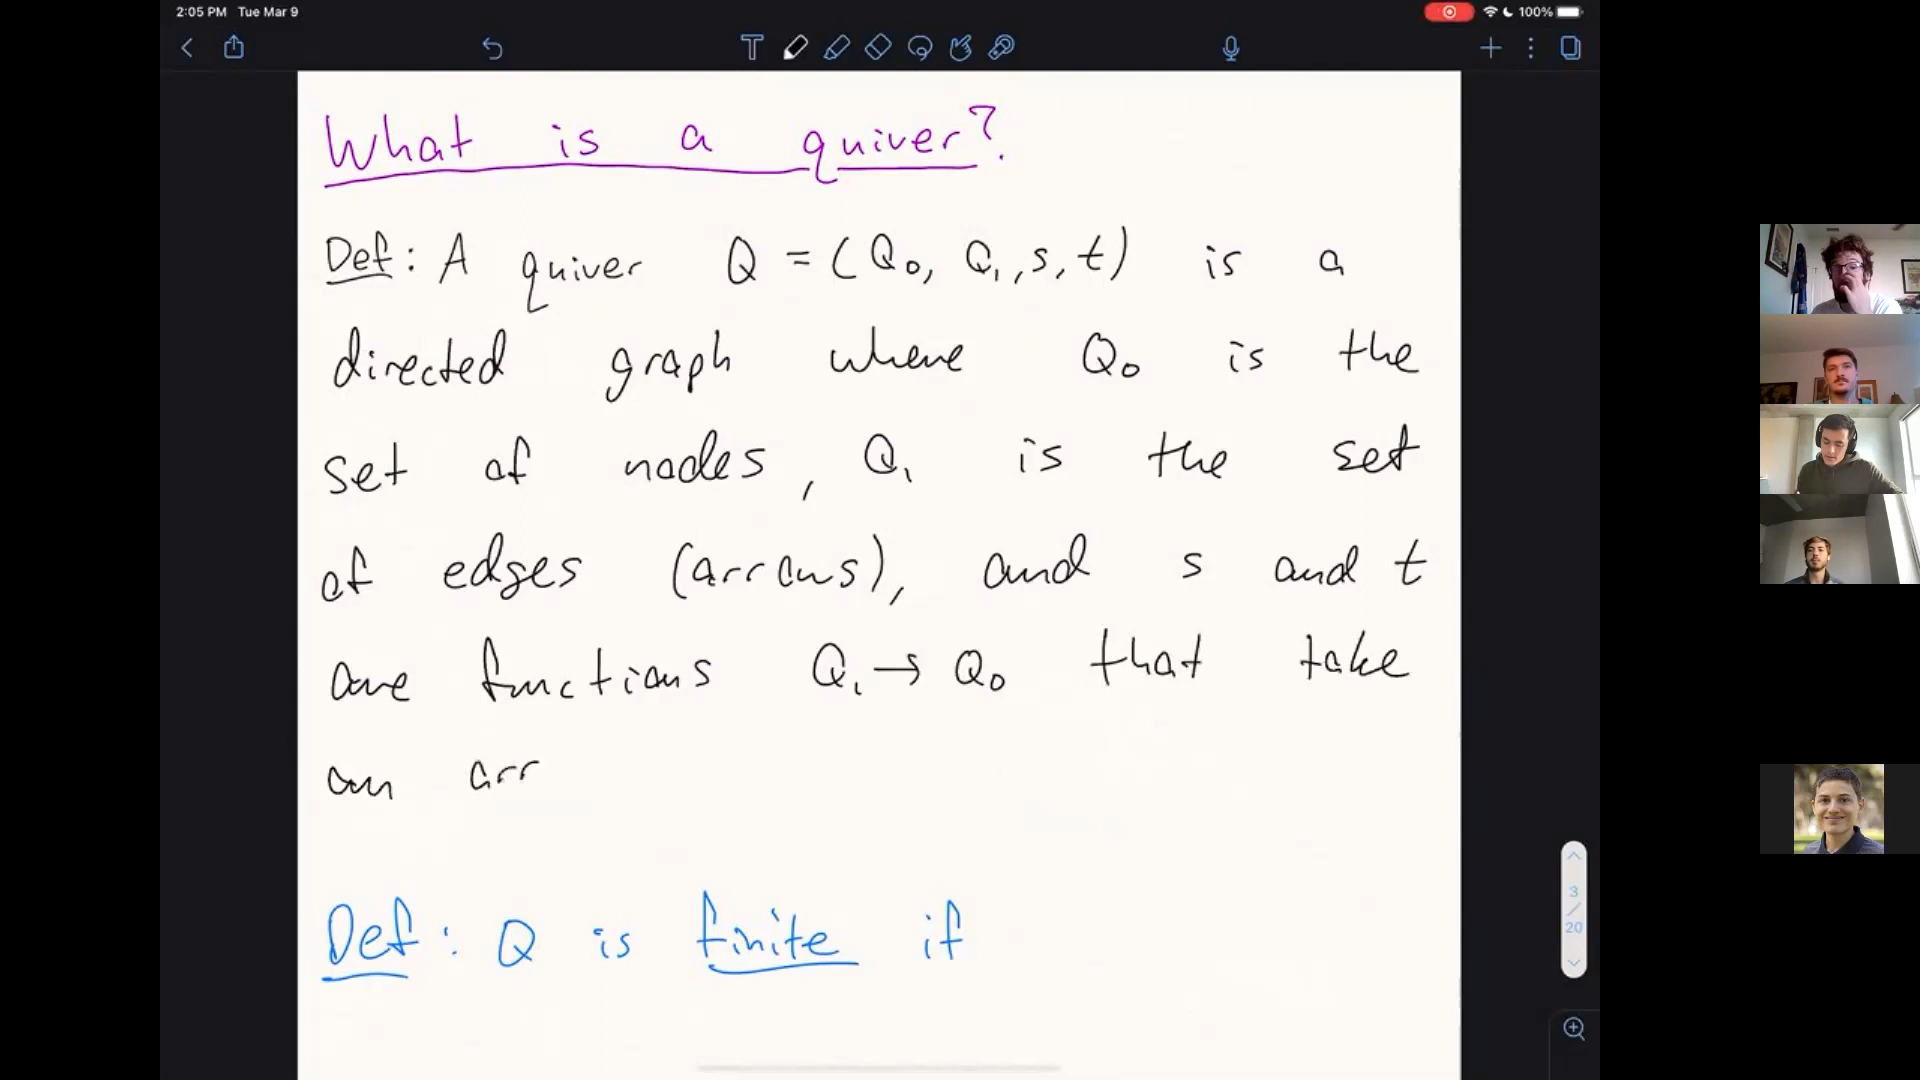 2:05 PM Tue Mar 9
100%
What is a quiver?
Def: A quiver Q = (Q₀, Q₁, s, t) is a
directed graph where Q₀ is the
set of nodes, Q₁ is the set
of edges (arrows), and s and t
are functions Q₁ → Q₀ that take
an arr
Def: Q is finite if
3
/
20